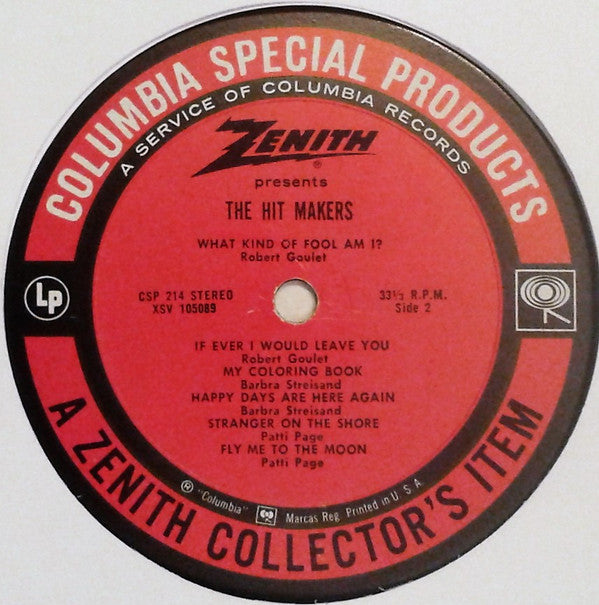 COLUMBIA SPECIAL PRODUCTS
A SERVICE OF COLUMBIA RECORDS
ZENITH®
presents
THE HIT MAKERS
WHAT KIND OF FOOL AM I?
Robert Goulet
CSP 214 STEREO
XSV 105089
33⅓ R.P.M.
Side 2
Lp
IF EVER I WOULD LEAVE YOU
Robert Goulet
MY COLORING BOOK
Barbra Streisand
HAPPY DAYS ARE HERE AGAIN
Barbra Streisand
STRANGER ON THE SHORE
Patti Page
FLY ME TO THE MOON
Patti Page
® "Columbia" Marcas Reg. Printed in U S A
A ZENITH COLLECTOR'S ITEM